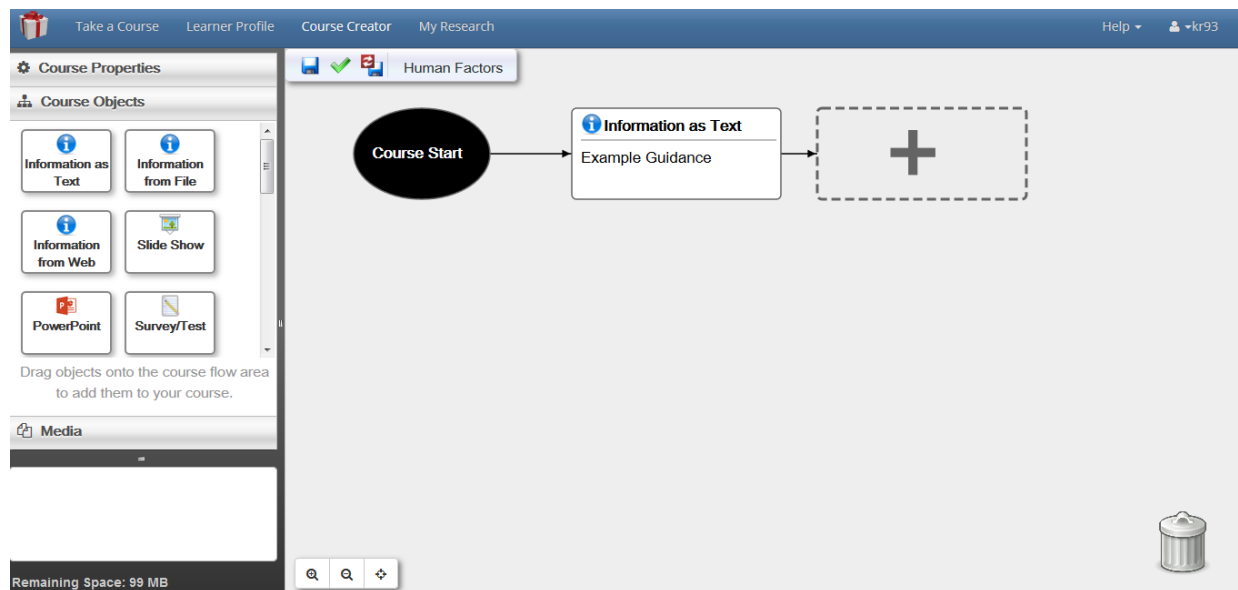 Take a Course Learner Profile Course Creator My Research Help kr93
Course Properties
Course Objects
Information as
Text
Information
from File
Information
from Web
Slide Show
PowerPoint
Survey/Test
Drag objects onto the course flow area
to add them to your course.
Media
Remaining Space: 99 MB
Human Factors
Course Start
Information as Text
Example Guidance